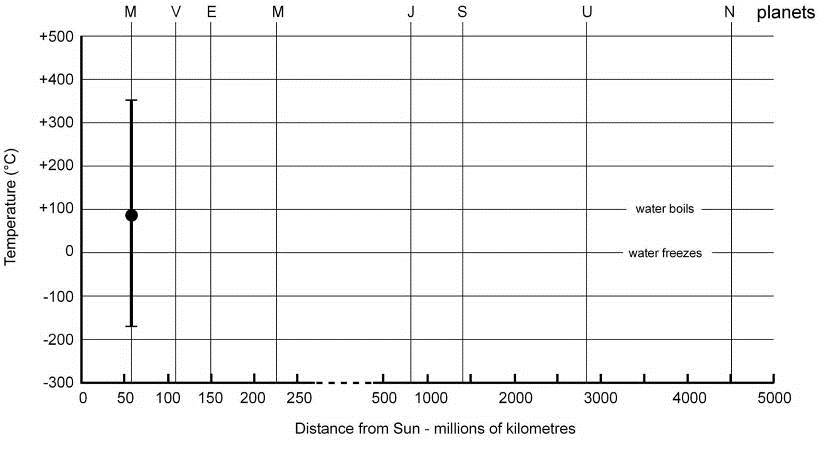 M V E M J S U N planets
+500
+400
+300
+200
+100
0
-100
-200
-300
Temperature (°C)
water boils
water freezes
0 50 100 150 200 250 500 1000 2000 3000 4000 5000
Distance from Sun - millions of kilometres